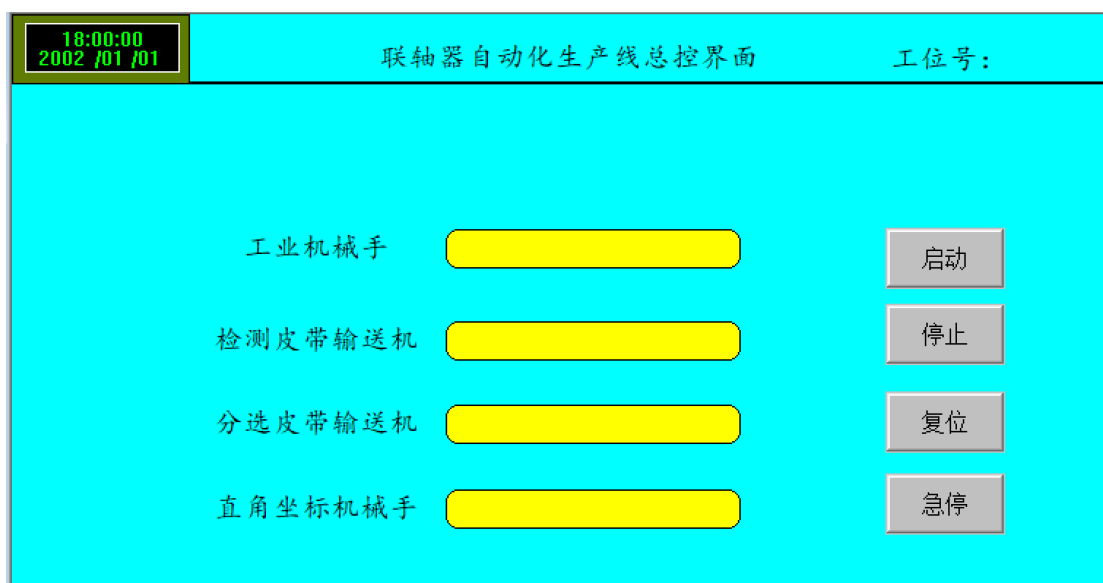 18:00:00
2002 /01 /01
联轴器自动化生产线总控界面
工位号：
工业机械手
启动
检测皮带输送机
停止
分选皮带输送机
复位
直角坐标机械手
急停